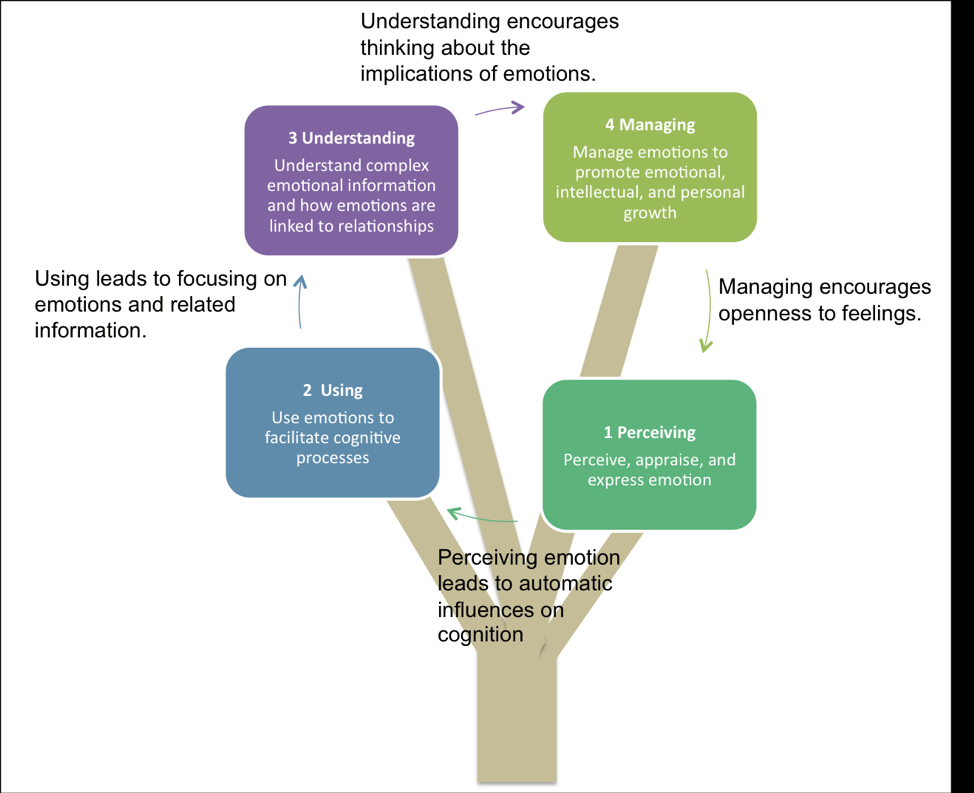 Understanding encourages
thinking about the
implications of emotions.
3 Understanding
Understand complex
emotional information
and how emotions are
linked to relationships
4 Managing
Manage emotions to
promote emotional,
intellectual, and personal
growth
Using leads to focusing on
emotions and related
information.
Managing encourages
openness to feelings.
2 Using
Use emotions to
facilitate cognitive
processes
1 Perceiving
Perceive, appraise, and
express emotion
Perceiving emotion
leads to automatic
influences on
cognition